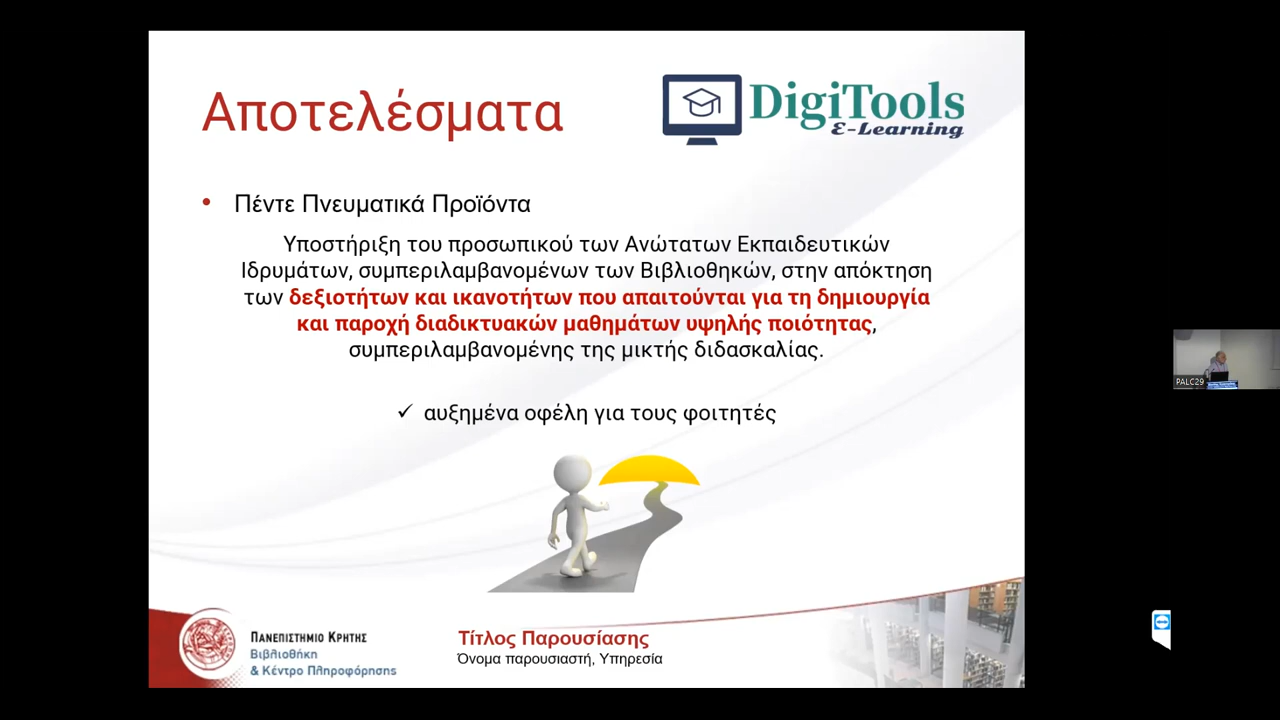 Αποτελέσματα
DigiTools
E-Learning
• Πέντε Πνευματικά Προϊόντα
Υποστήριξη του προσωπικού των Ανώτατων Εκπαιδευτικών
Ιδρυμάτων, συμπεριλαμβανομένων των Βιβλιοθηκών, στην απόκτηση
των δεξιοτήτων και ικανοτήτων που απαιτούνται για τη δημιουργία
και παροχή διαδικτυακών μαθημάτων υψηλής ποιότητας,
συμπεριλαμβανομένης της μικτής διδασκαλίας.
✓ αυξημένα οφέλη για τους φοιτητές
PALC29
ΠΑΝΕΠΙΣΤΗΜΙΟ ΚΡΗΤΗΣ
Βιβλιοθήκη
& Κέντρο Πληροφόρησης
Τίτλος Παρουσίασης
Όνομα παρουσιαστή, Υπηρεσία